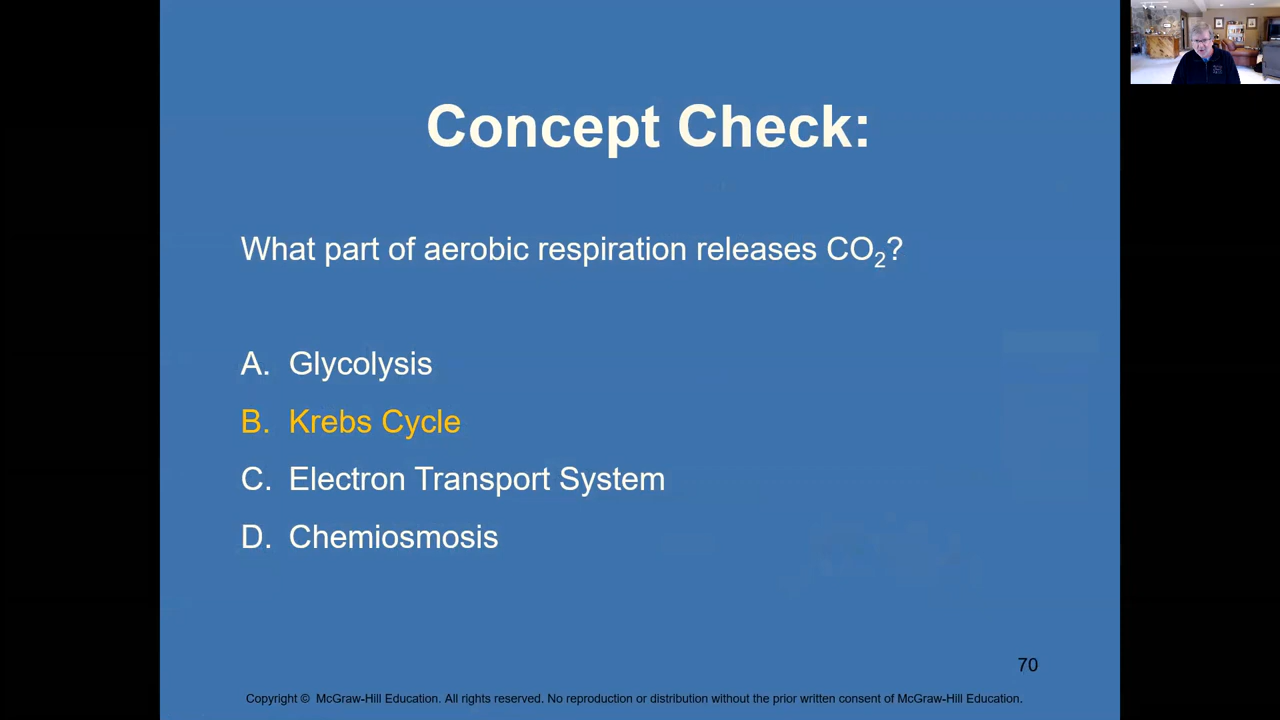 Concept Check:
What part of aerobic respiration releases CO₂?
A. Glycolysis
B. Krebs Cycle
C. Electron Transport System
D. Chemiosmosis
70
Copyright © McGraw-Hill Education. All rights reserved. No reproduction or distribution without the prior written consent of McGraw-Hill Education.